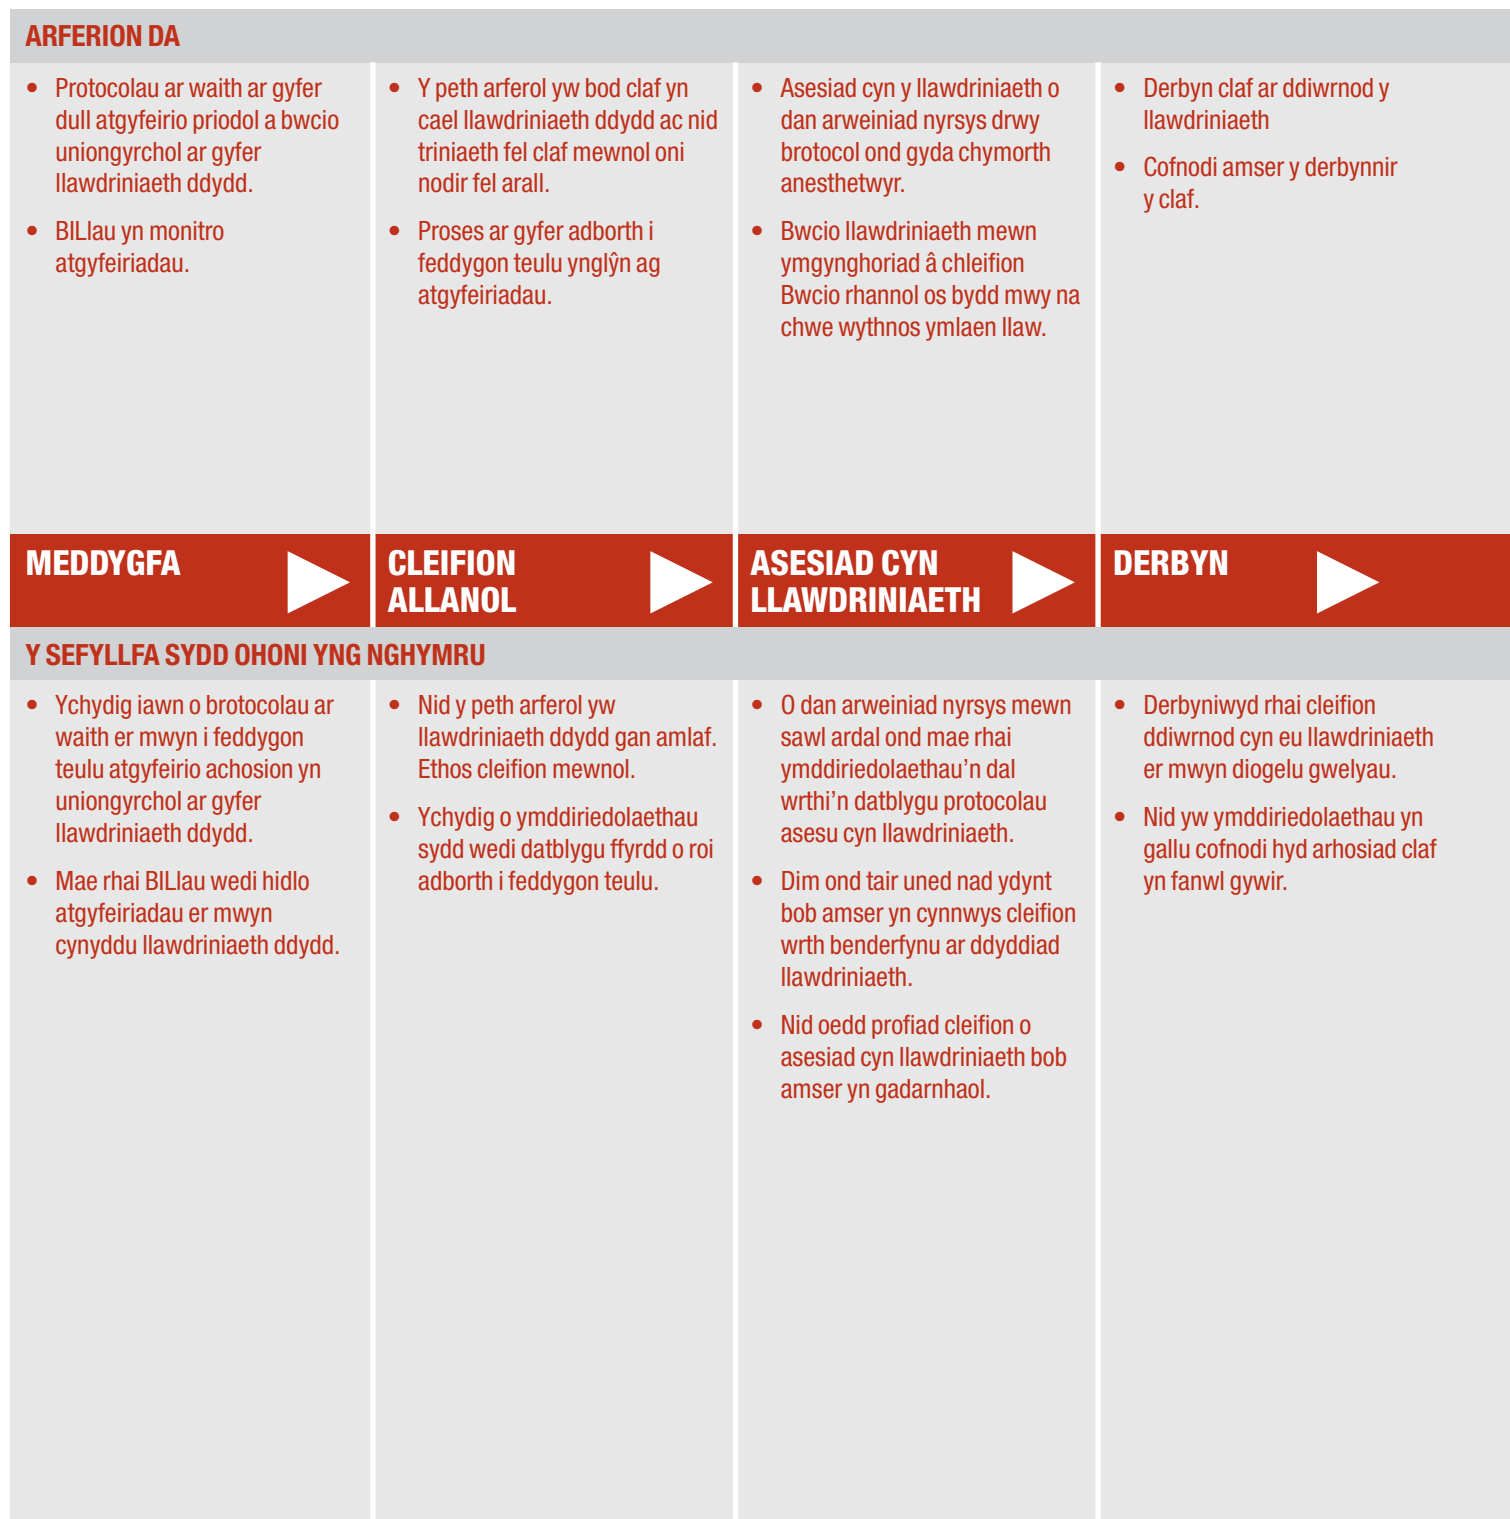 ARFERION DA
• Protocolau ar waith ar gyfer
dull atgyfeirio priodol a bwcio
uniongyrchol ar gyfer
llawdriniaeth ddydd.
• BILlau yn monitro
atgyfeiriadau.
• Y peth arferol yw bod claf yn
cael llawdriniaeth ddydd ac nid
triniaeth fel claf mewnol oni
nodir fel arall.
• Proses ar gyfer adborth i
feddygon teulu ynglŷn ag
atgyfeiriadau.
• Asesiad cyn y llawdriniaeth o
dan arweiniad nyrsys drwy
brotocol ond gyda chymorth
anesthetwyr.
• Bwcio llawdriniaeth mewn
ymgynghoriad â chleifion
Bwcio rhannol os bydd mwy na
chwe wythnos ymlaen llaw.
• Derbyn claf ar ddiwrnod y
llawdriniaeth
• Cofnodi amser y derbynnir
y claf.
MEDDYGFA
CLEIFION
ALLANOL
ASESIAD CYN
LLAWDRINIAETH
DERBYN
Y SEFYLLFA SYDD OHONI YNG NGHYMRU
• Ychydig iawn o brotocolau ar
waith er mwyn i feddygon
teulu atgyfeirio achosion yn
uniongyrchol ar gyfer
llawdriniaeth ddydd.
• Mae rhai BILlau wedi hidlo
atgyfeiriadau er mwyn
cynyddu llawdriniaeth ddydd.
• Nid y peth arferol yw
llawdriniaeth ddydd gan amlaf.
Ethos cleifion mewnol.
• Ychydig o ymddiriedolaethau
sydd wedi datblygu ffyrdd o roi
adborth i feddygon teulu.
• O dan arweiniad nyrsys mewn
sawl ardal ond mae rhai
ymddiriedolaethau'n dal
wrthi'n datblygu protocolau
asesu cyn llawdriniaeth.
• Dim ond tair uned nad ydynt
bob amser yn cynnwys cleifion
wrth benderfynu ar ddyddiad
llawdriniaeth.
• Nid oedd profiad cleifion o
asesiad cyn llawdriniaeth bob
amser yn gadarnhaol.
• Derbyniwyd rhai cleifion
ddiwrnod cyn eu llawdriniaeth
er mwyn diogelu gwelyau.
• Nid yw ymddiriedolaethau yn
gallu cofnodi hyd arhosiad claf
yn fanwl gywir.